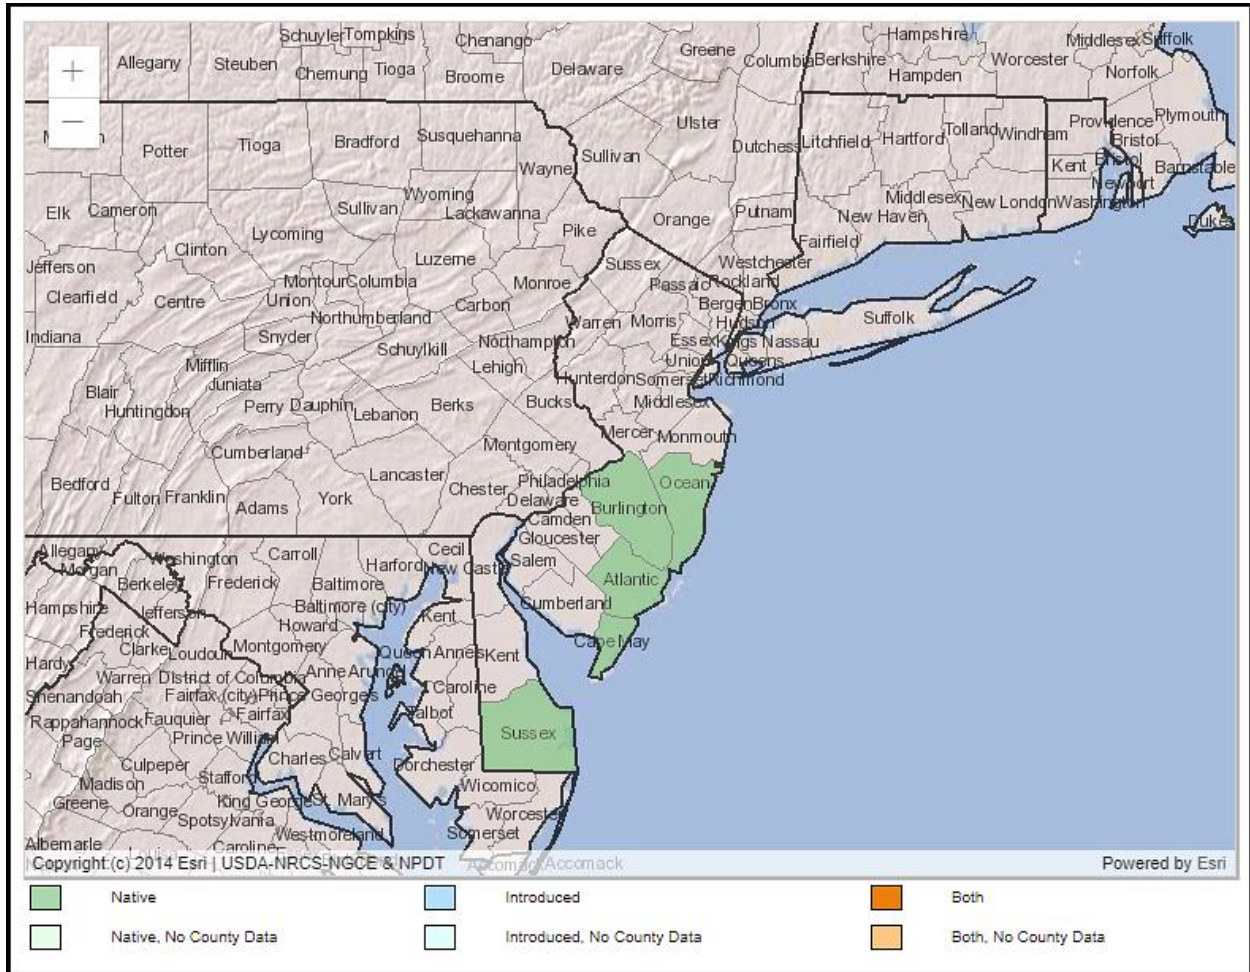 Schuyler Tompkins Chenango Greene Hampshire Middlesex Suffolk
+
Allegany Steuben Chemung Tioga Broome Delaware Columbia Berkshire Hampden Worcester Norfolk
−
Potter Tioga Bradford Susquehanna Ulster Dutchess Litchfield Hartford Tolland Windham Providence Plymouth
Bristol
Wayne Sullivan Kent Bristol Barnstable
Elk Cameron Sullivan Wyoming Lackawanna Orange Putnam Middlesex New London Washington Newport
New Haven Dukes
Lycoming Pike
Clinton Fairfield
Jefferson Luzerne Sussex Westchester
Clearfield Centre Montour Columbia Monroe Passaic Rockland
Union Carbon Bergen Bronx
Indiana Northumberland Warren Morris Hudson Suffolk
Snyder Schuylkill Northampton Essex Kings Nassau
Mifflin Lehigh Union Queens
Juniata Hunterdon Somerset Richmond
Blair Huntingdon Perry Dauphin Lebanon Berks Bucks Middlesex
Cumberland Montgomery Mercer Monmouth
Bedford Fulton Franklin Adams York Lancaster Chester Philadelphia Ocean
Delaware Burlington
Camden
Gloucester
Allegany Washington Carroll Cecil
Morgan Harford New Castle Salem
Berkeley Frederick Baltimore Atlantic
Hampshire Jefferson Baltimore (city) Kent Cumberland
Frederick Howard
Clarke Loudoun Montgomery Cape May
Hardy Queen Annes Kent
Warren District of Columbia Anne Arundel
Shenandoah Fairfax (city) Prince Georges Caroline
Rappahannock Fauquier Fairfax Talbot
Page Prince William Sussex
Culpeper Charles Calvert Dorchester
Madison Stafford Wicomico
Greene Orange King George St. Mary's
Spotsylvania Worcester
Westmoreland Somerset
Albemarle Caroline
Copyright:(c) 2014 Esri | USDA-NRCS-NGCE & NPDT Accomack Accomack Powered by Esri
Native Introduced Both
Native, No County Data Introduced, No County Data Both, No County Data